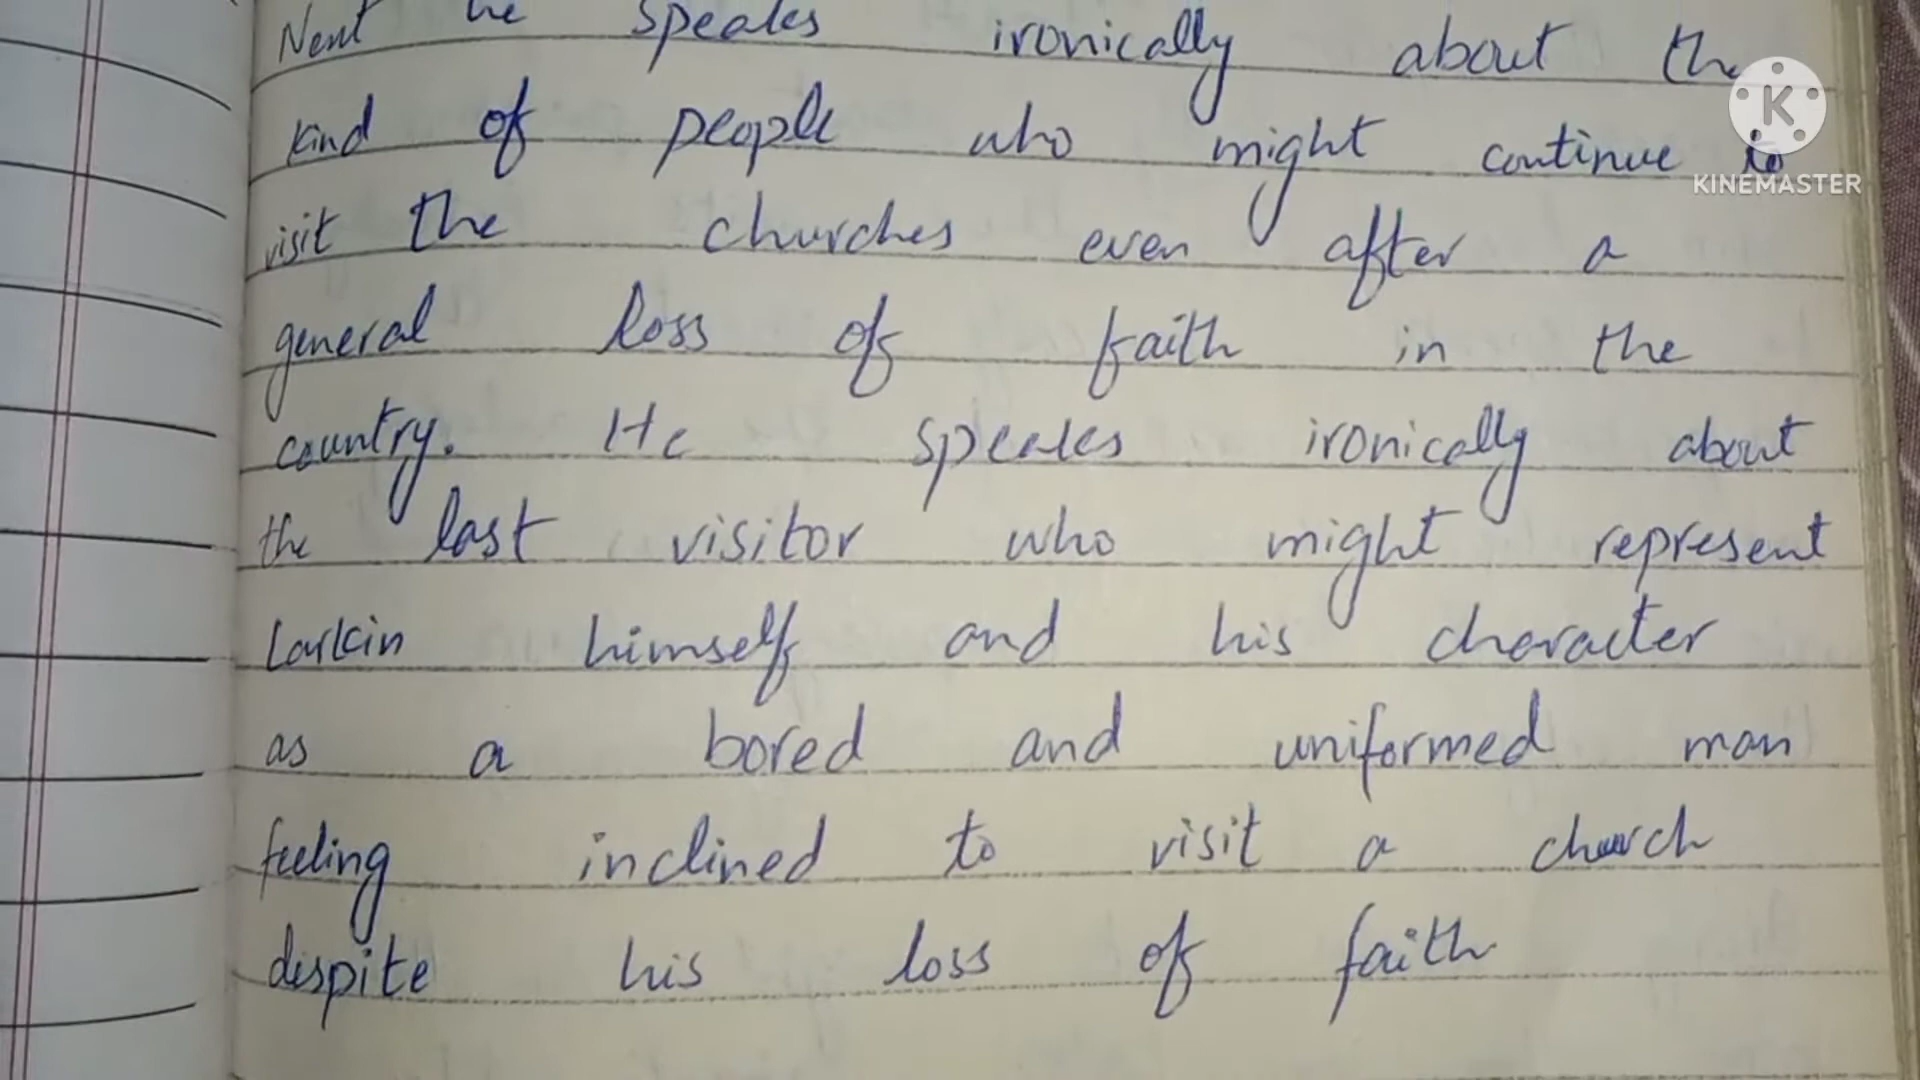 Next he speaks ironically about the
kind of people who might continue to
visit the churches even after a
general loss of faith in the
country. He speaks ironically about
the last visitor who might represent
Larkin himself and his character
as a bored and uniformed man
feeling inclined to visit a church
despite his loss of faith
K
KINEMASTER